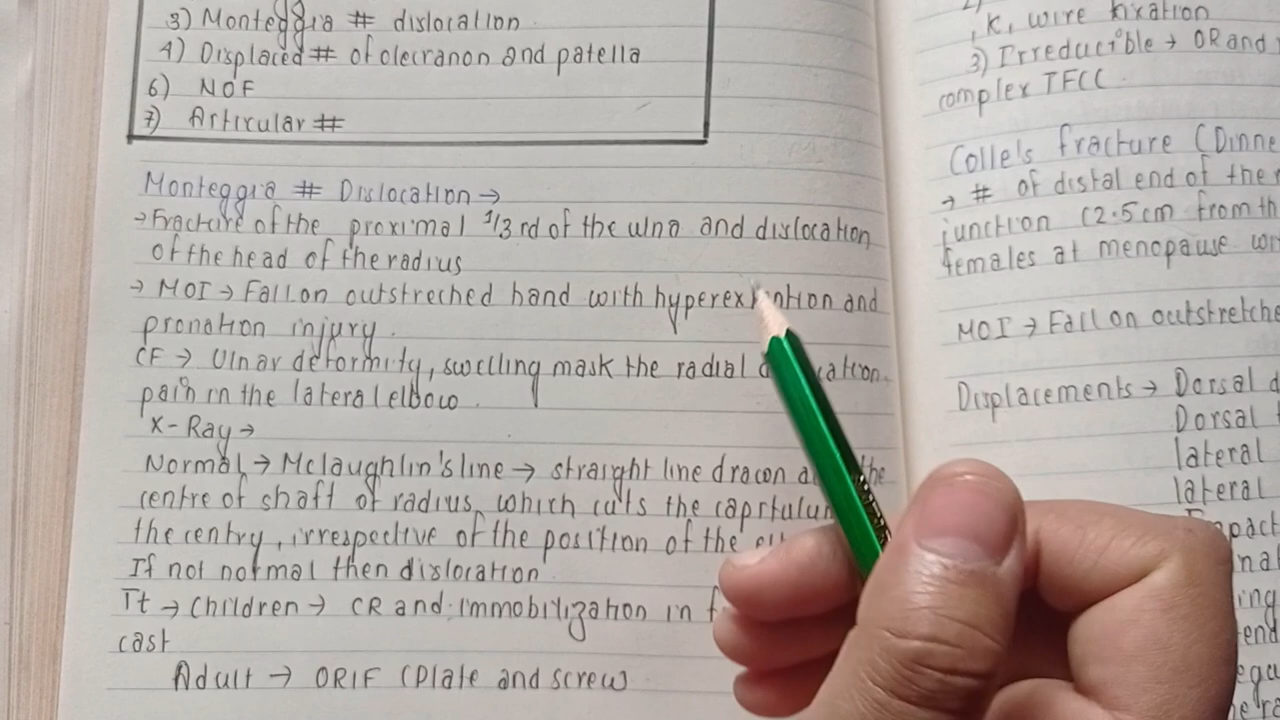 3) Monteggia # dislocation
4) Displaced # of olecranon and patella
6) NOF
7) Articular #
Monteggia # Dislocation →
→ Fracture of the proximal 1/3 rd of the ulna and dislocation
of the head of the radius
→ MOI → Fall on outstreched hand with and
pronation injury.
CF → Ulnar deformity, swelling mask the radial
pain in the lateral elbow.
X-Ray →
Normal → Mclaughlin's line → straight line drawn the
centre of shaft of radius, which cuts the
the centry, irrespective of the position of the
If not normal then dislocation
Tt → Children → CR and immobilization in
cast
Adult → ORIF (Plate and screw
K, wire fixation
3) Irreducible → OR and
complex TFCC.
Colle's fracture (Dinne
→ # of distal end of the
junction (2.5cm from th
females at menopause
MOI → Fall on outstretche
Displacements → Dorsal
Dorsal
lateral
lateral